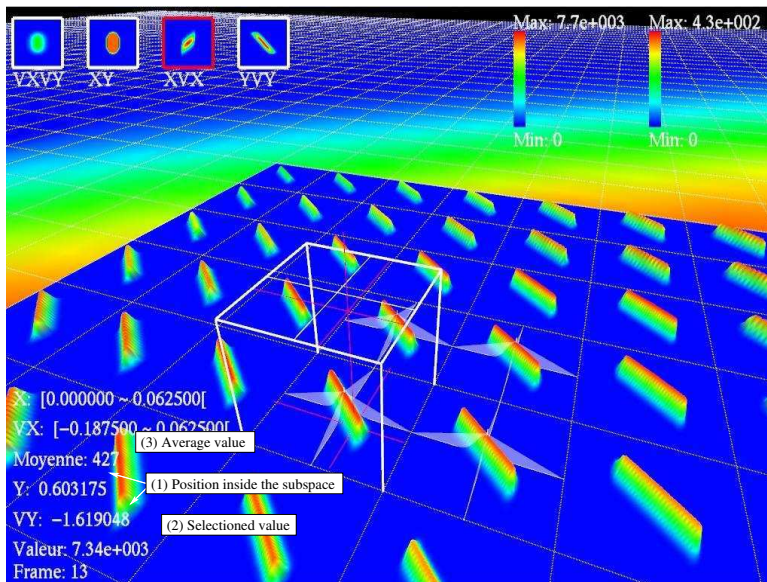 VXVY XY XVX YVY
Max: 7.7e+003 Max: 4.3e+002
Min: 0 Min: 0
X: [0.000000 ~ 0.062500[
VX: [-0.187500 ~ 0.062500[
(3) Average value
Moyenne: 427
(1) Position inside the subspace
Y: 0.603175
VY: -1.619048
(2) Selectioned value
Valeur: 7.34e+003
Frame: 13